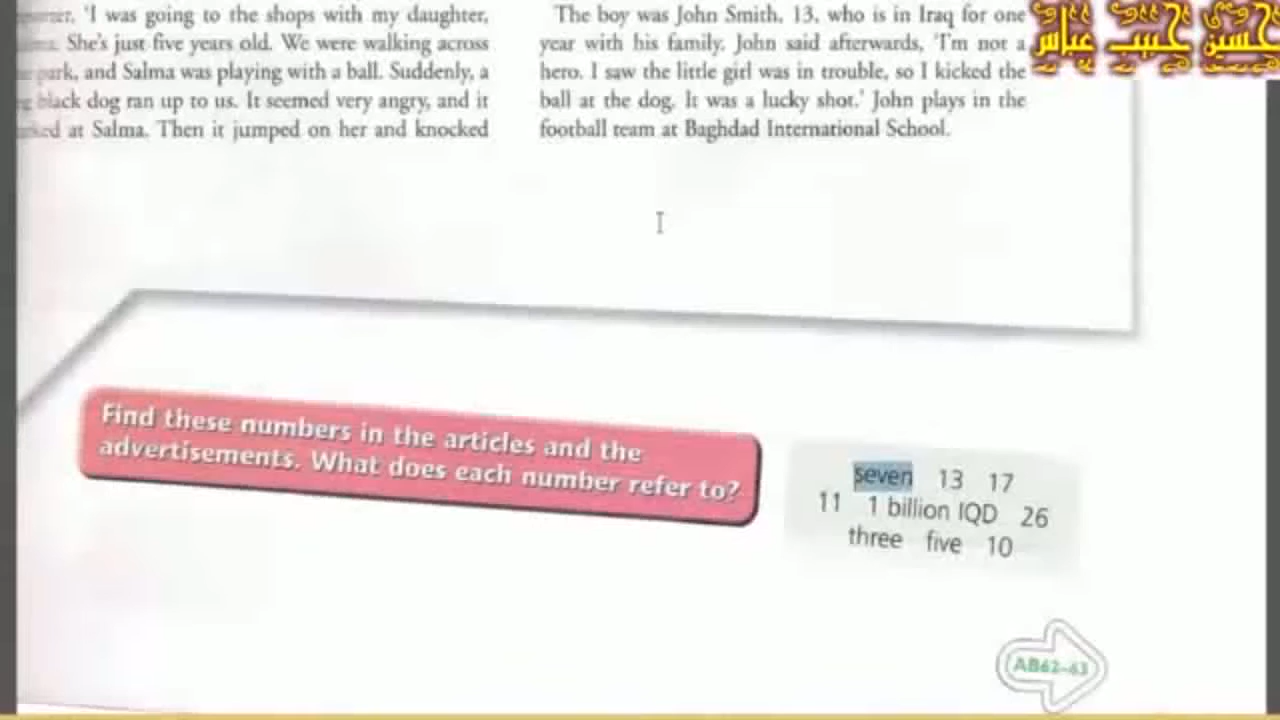 'I was going to the shops with my daughter,
She's just five years old. We were walking across
park, and Salma was playing with a ball. Suddenly, a
black dog ran up to us. It seemed very angry, and it
at Salma. Then it jumped on her and knocked
The boy was John Smith, 13, who is in Iraq for one
year with his family. John said afterwards, 'I'm not a
hero. I saw the little girl was in trouble, so I kicked the
ball at the dog. It was a lucky shot.' John plays in the
football team at Baghdad International School.
حسين حبيب عباس
Find these numbers in the articles and the
advertisements. What does each number refer to?
seven 13 17
11 1 billion IQD 26
three five 10
AB62–63